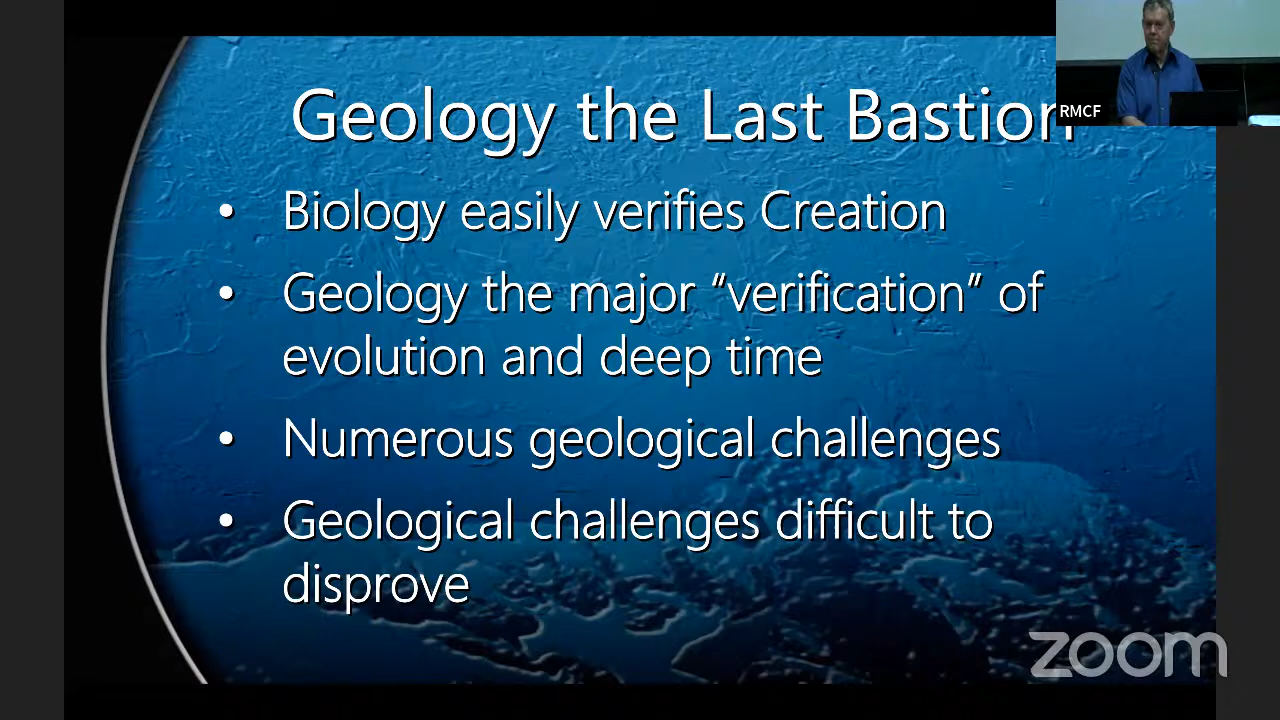 Geology the Last Bastion
RMCF
• Biology easily verifies Creation
• Geology the major “verification” of
evolution and deep time
• Numerous geological challenges
• Geological challenges difficult to
disprove
zoom